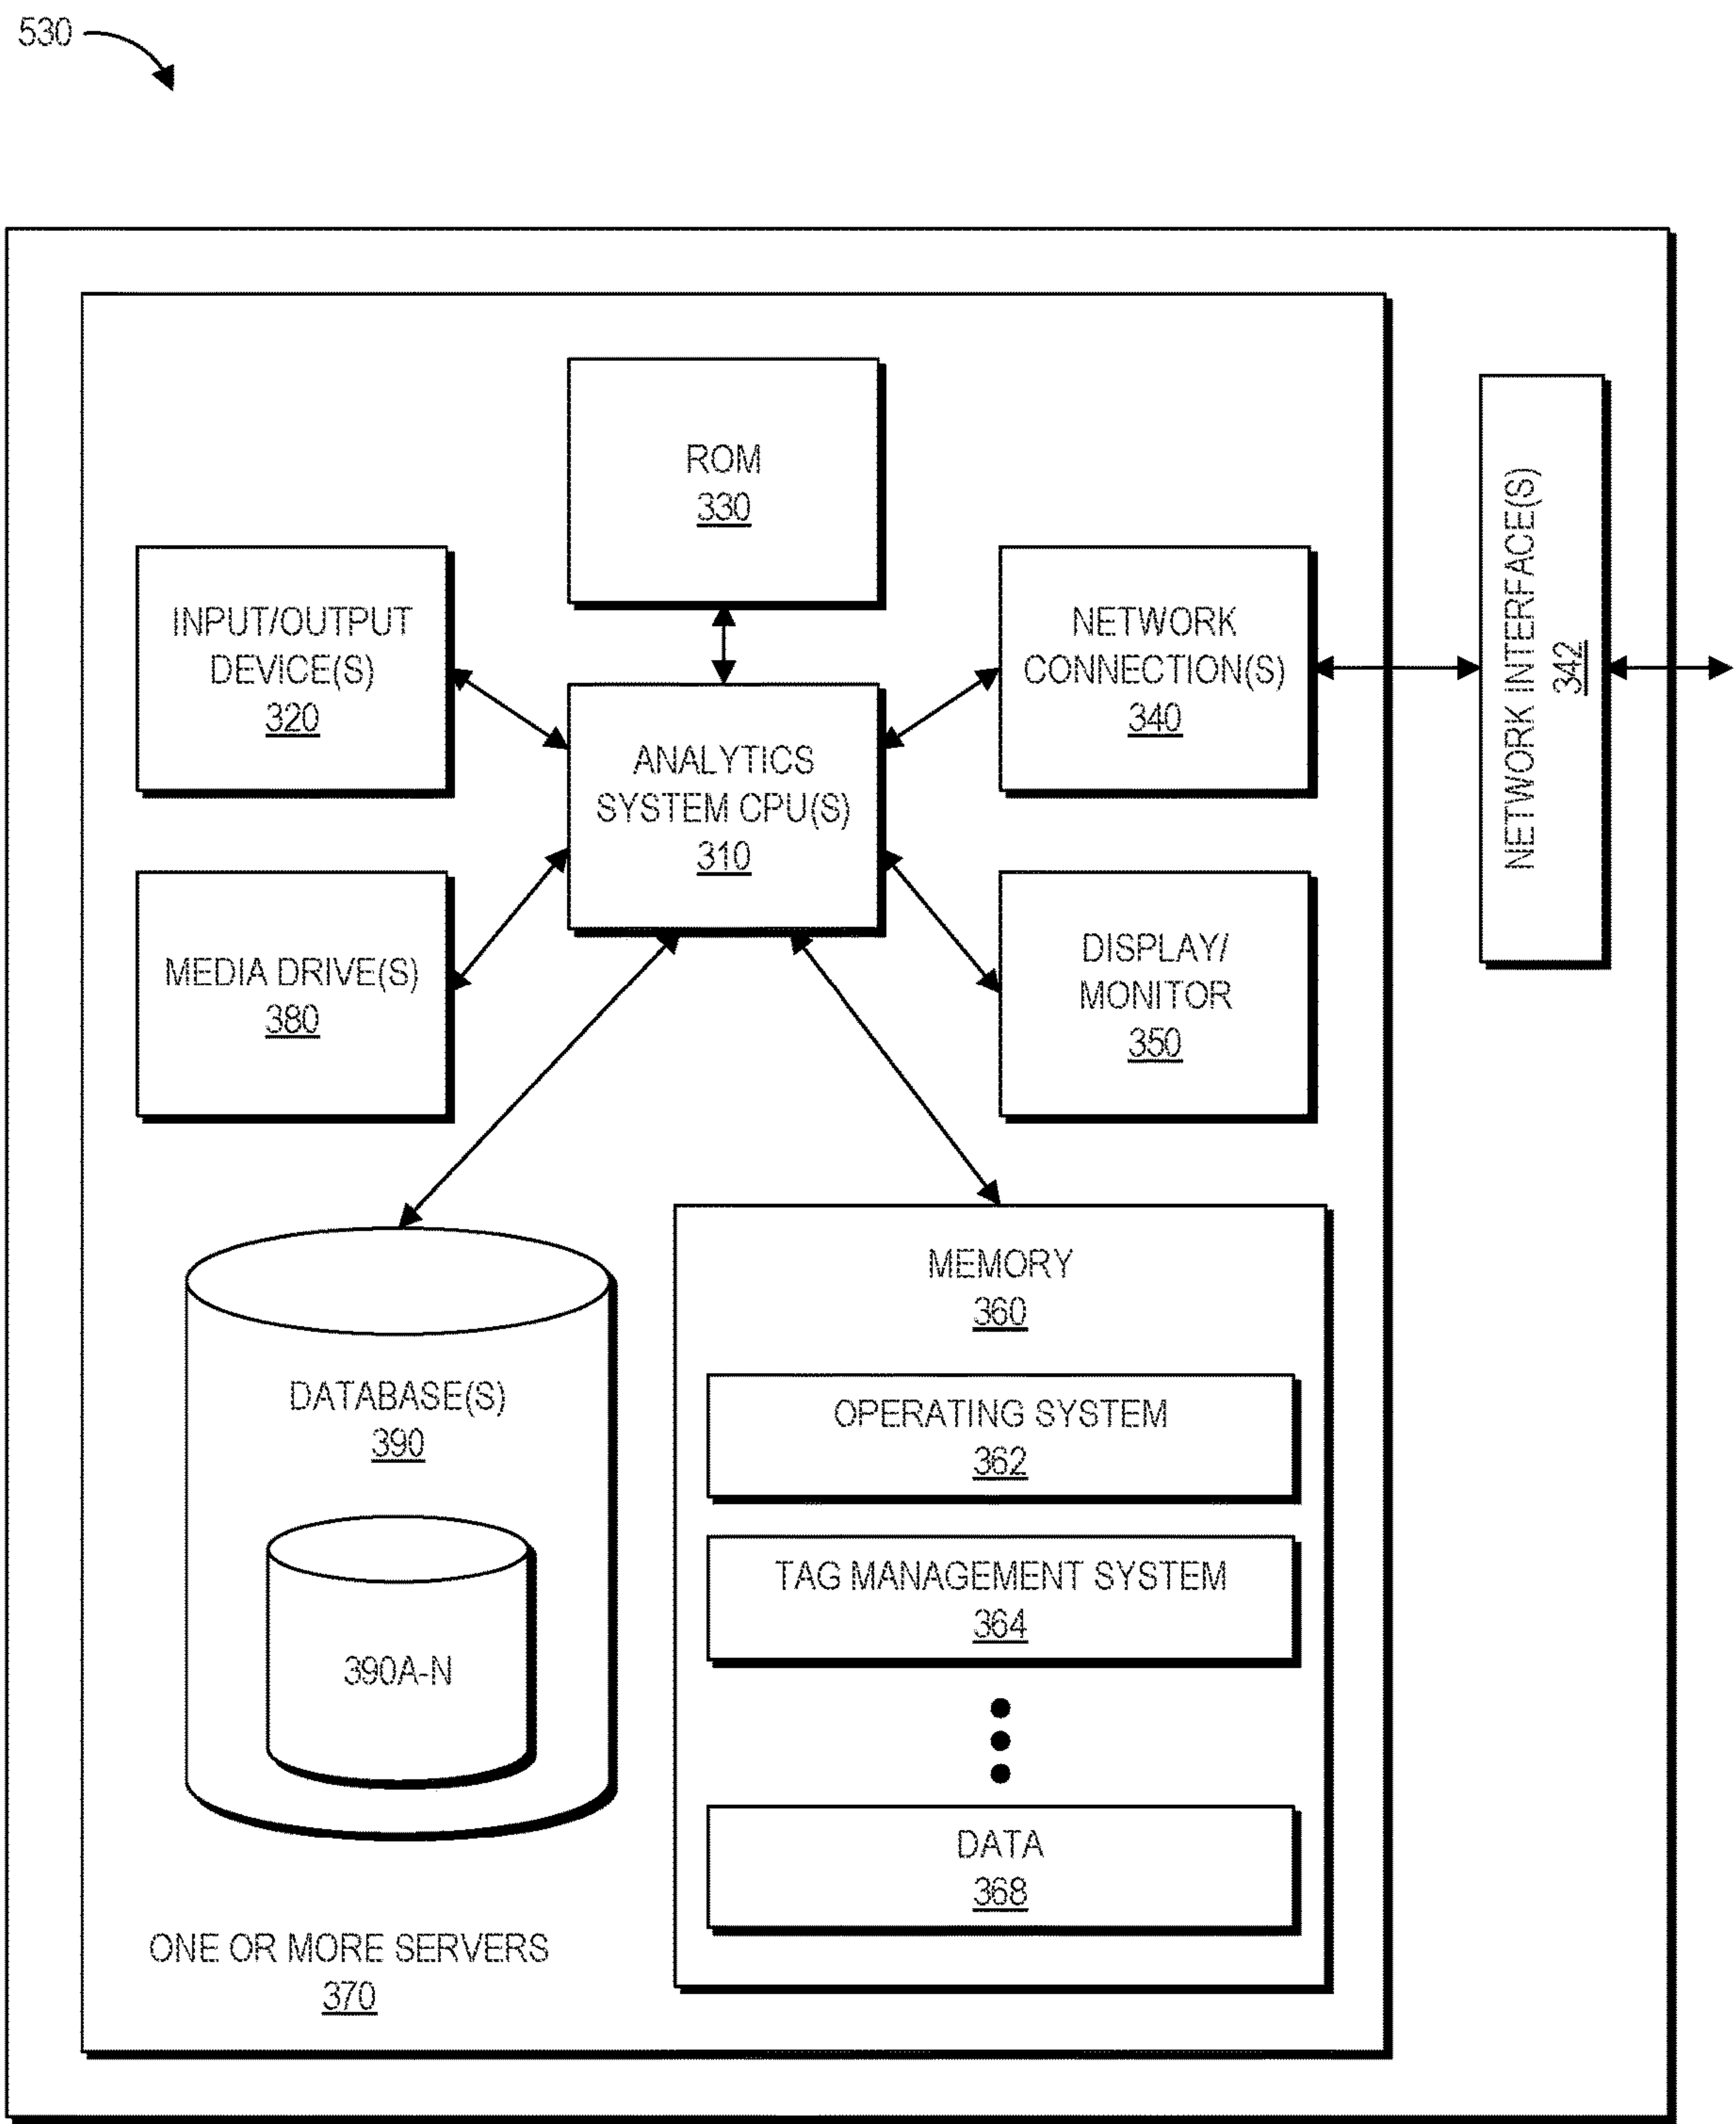 530
ROM
330
INPUT/OUTPUT
DEVICE(S)
320
NETWORK
CONNECTION(S)
340
NETWORK INTERFACE(S)
342
ANALYTICS
SYSTEM CPU(S)
310
MEDIA DRIVE(S)
380
DISPLAY/
MONITOR
350
DATABASE(S)
390
390A-N
MEMORY
360
OPERATING SYSTEM
362
TAG MANAGEMENT SYSTEM
364
DATA
368
ONE OR MORE SERVERS
370